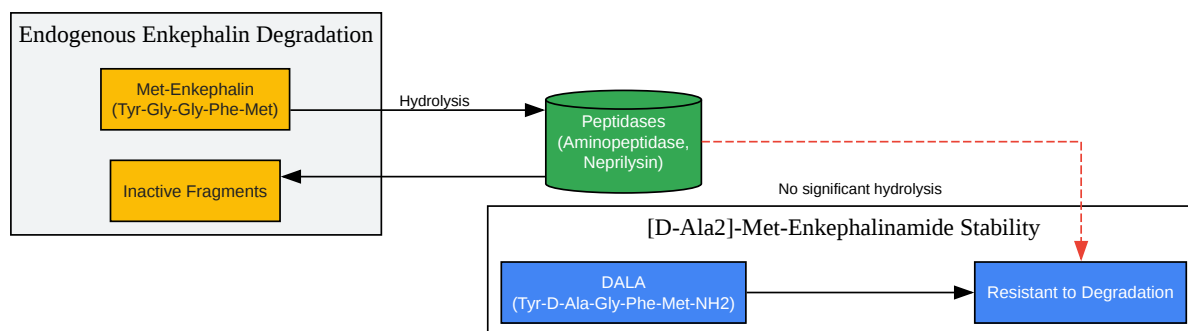 Endogenous Enkephalin Degradation
Met-Enkephalin
(Tyr-Gly-Gly-Phe-Met)
Hydrolysis
Peptidases
(Aminopeptidase,
Neprilysin)
Inactive Fragments
No significant hydrolysis
[D-Ala2]-Met-Enkephalinamide Stability
DALA
(Tyr-D-Ala-Gly-Phe-Met-NH2)
Resistant to Degradation